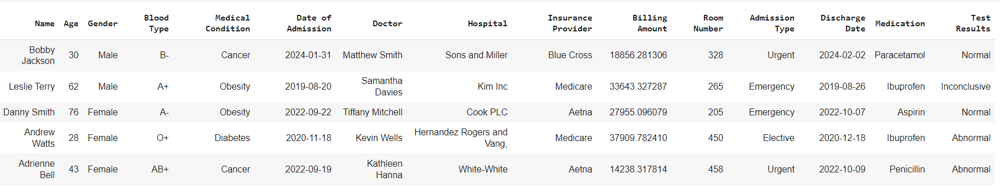 Name Age Gender Blood Type Medical Condition Date of Admission Doctor Hospital Insurance Provider Billing Amount Room Number Admission Type Discharge Date Medication Test Results
Bobby Jackson 30 Male B- Cancer 2024-01-31 Matthew Smith Sons and Miller Blue Cross 18856.281306 328 Urgent 2024-02-02 Paracetamol Normal
Leslie Terry 62 Male A+ Obesity 2019-08-20 Samantha Davies Kim Inc Medicare 33643.327287 265 Emergency 2019-08-26 Ibuprofen Inconclusive
Danny Smith 76 Female A- Obesity 2022-09-22 Tiffany Mitchell Cook PLC Aetna 27955.096079 205 Emergency 2022-10-07 Aspirin Normal
Andrew Watts 28 Female O+ Diabetes 2020-11-18 Kevin Wells Hernandez Rogers and Vang, Medicare 37909.782410 450 Elective 2020-12-18 Ibuprofen Abnormal
Adrienne Bell 43 Female AB+ Cancer 2022-09-19 Kathleen Hanna White-White Aetna 14238.317814 458 Urgent 2022-10-09 Penicillin Abnormal